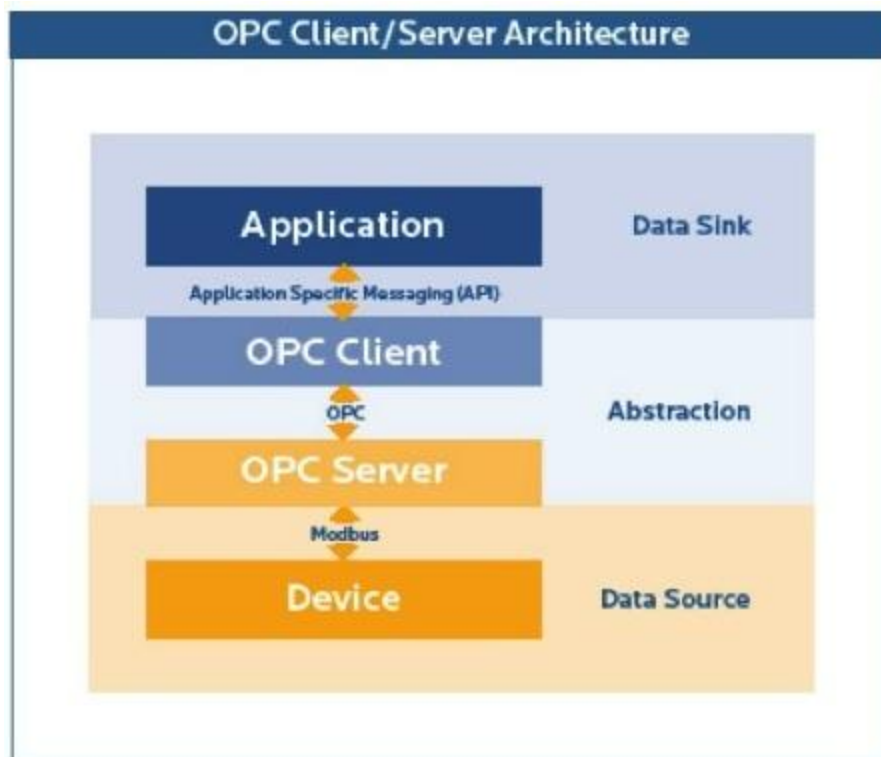 OPC Client/Server Architecture
Application
Data Sink
Application Specific Messaging (API)
OPC Client
OPC
Abstraction
OPC Server
Modbus
Device
Data Source